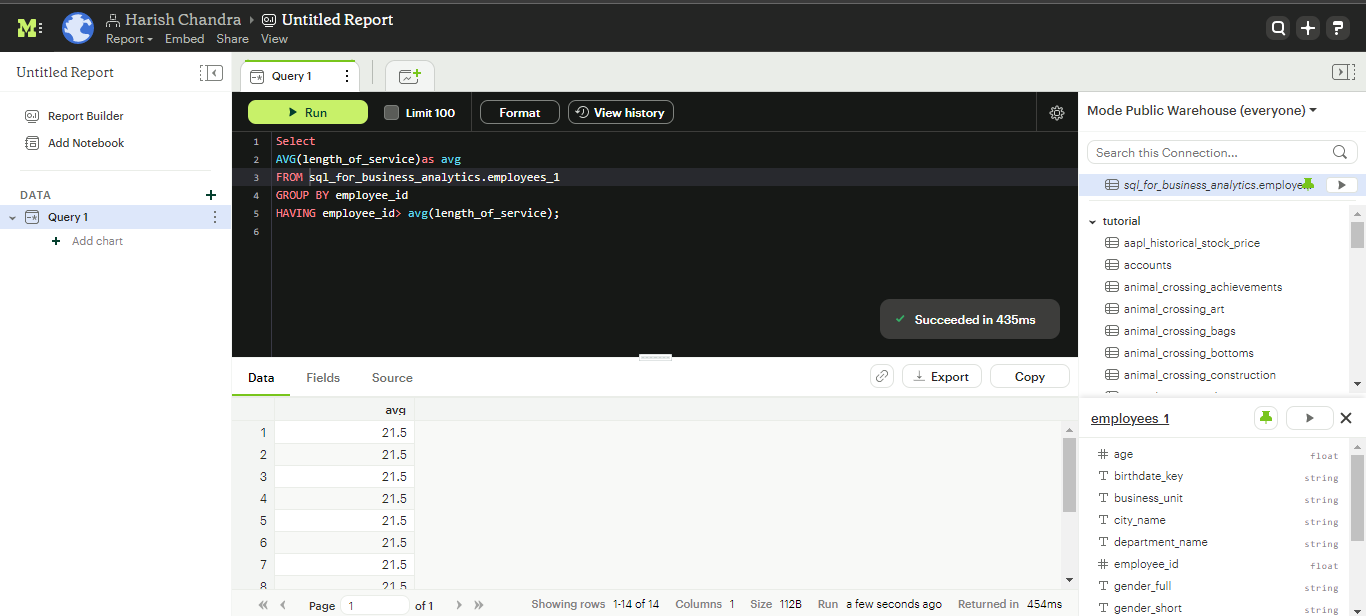 M
Harish Chandra › Untitled Report
Report Embed Share View
Untitled Report
Report Builder
Add Notebook
DATA
Query 1
Add chart
Query 1
Run Limit 100 Format View history
1 Select
2 AVG(length_of_service)as avg
3 FROM sql_for_business_analytics.employees_1
4 GROUP BY employee_id
5 HAVING employee_id> avg(length_of_service);
6
Succeeded in 435ms
Data Fields Source Export Copy
avg
1 21.5
2 21.5
3 21.5
4 21.5
5 21.5
6 21.5
7 21.5
8 21.5
Page 1 of 1 Showing rows 1-14 of 14 Columns 1 Size 112B Run a few seconds ago Returned in 454ms
Mode Public Warehouse (everyone)
Search this Connection...
sql_for_business_analytics.employe
tutorial
aapl_historical_stock_price
accounts
animal_crossing_achievements
animal_crossing_art
animal_crossing_bags
animal_crossing_bottoms
animal_crossing_construction
employees_1
age float
birthdate_key string
business_unit string
city_name string
department_name string
employee_id float
gender_full string
gender_short string